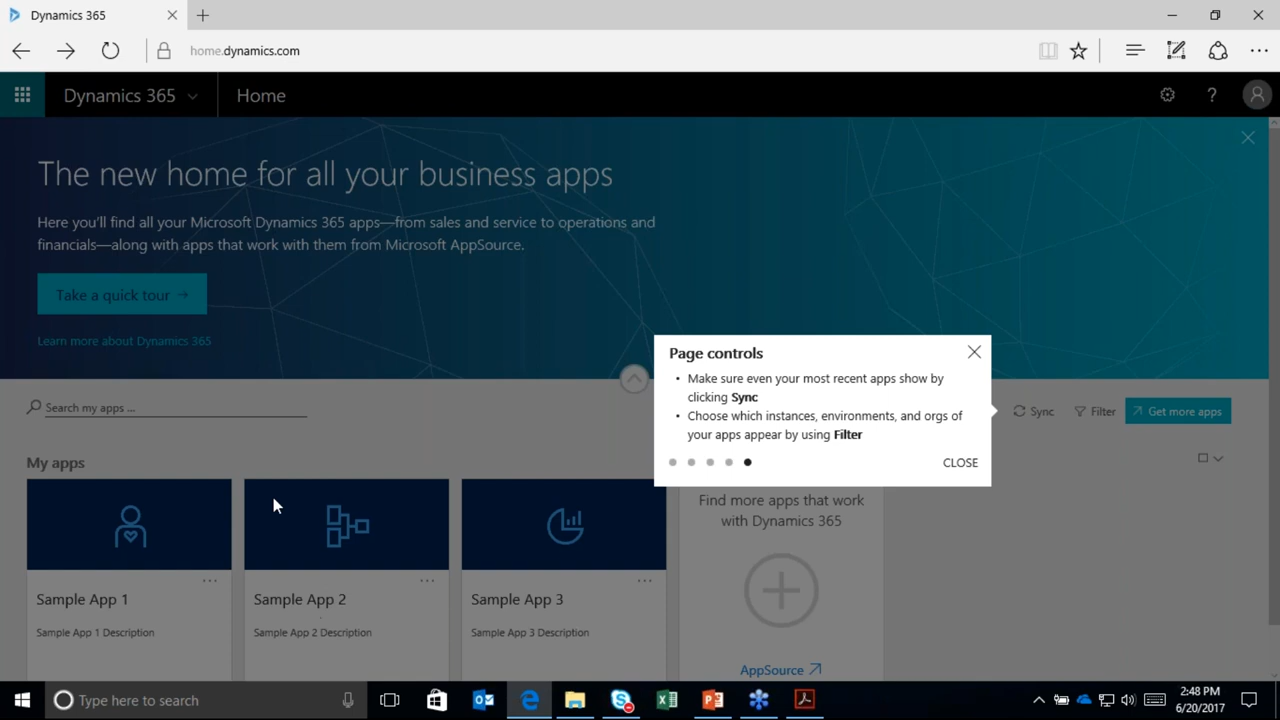 Dynamics 365
home.dynamics.com
Dynamics 365
Home
?
The new home for all your business apps
Here you'll find all your Microsoft Dynamics 365 apps—from sales and service to operations and
financials—along with apps that work with them from Microsoft AppSource.
Take a quick tour →
Learn more about Dynamics 365
Page controls
• Make sure even your most recent apps show by
clicking Sync
• Choose which instances, environments, and orgs of
your apps appear by using Filter
CLOSE
Search my apps ...
Sync
Filter
Get more apps
My apps
Sample App 1
Sample App 1 Description
Sample App 2
Sample App 2 Description
Sample App 3
Sample App 3 Description
Find more apps that work
with Dynamics 365
AppSource
Type here to search
2:48 PM
6/20/2017